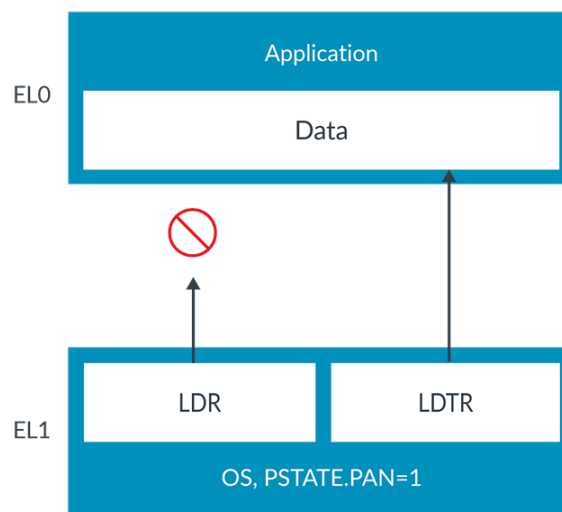 Application
EL0
Data
LDR
LDTR
EL1
OS, PSTATE.PAN=1